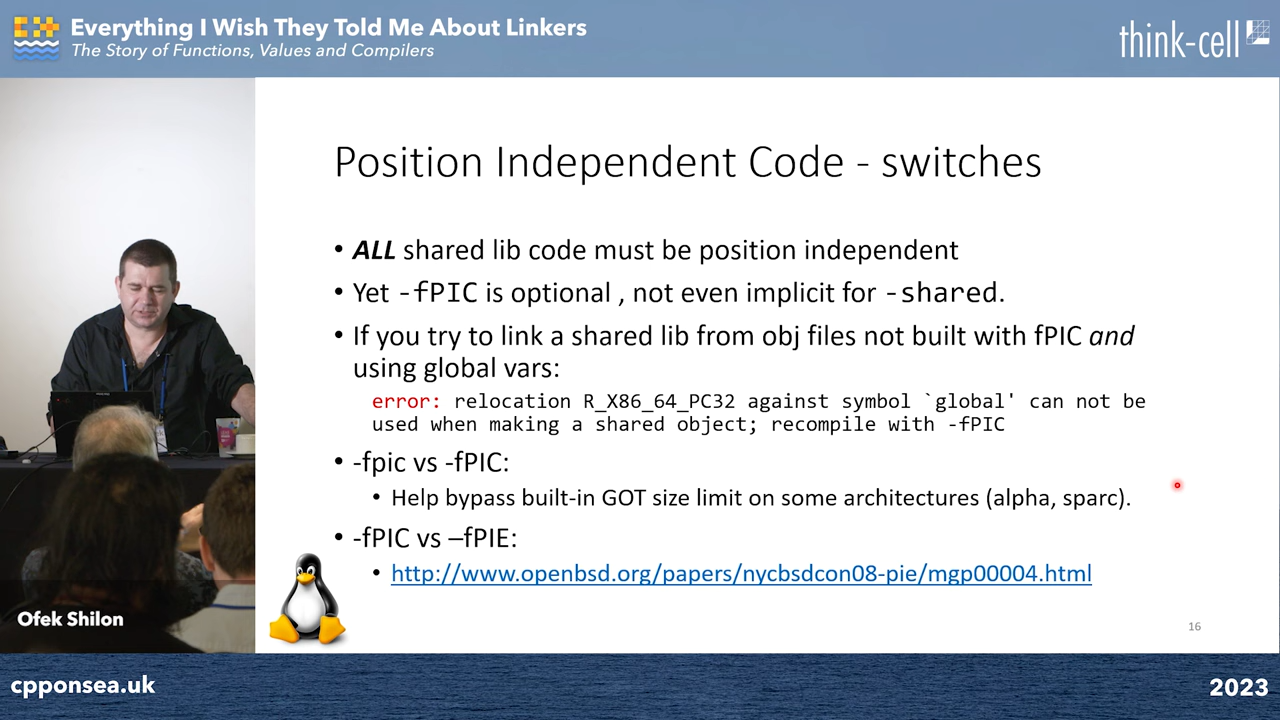 Everything I Wish They Told Me About Linkers
The Story of Functions, Values and Compilers
think-cell
Position Independent Code - switches
• ALL shared lib code must be position independent
• Yet -fPIC is optional , not even implicit for -shared.
• If you try to link a shared lib from obj files not built with fPIC and
using global vars:
error: relocation R_X86_64_PC32 against symbol `global' can not be
used when making a shared object; recompile with -fPIC
• -fpic vs -fPIC:
• Help bypass built-in GOT size limit on some architectures (alpha, sparc).
• -fPIC vs –fPIE:
• http://www.openbsd.org/papers/nycbsdcon08-pie/mgp00004.html
16
Ofek Shilon
cpponsea.uk
2023